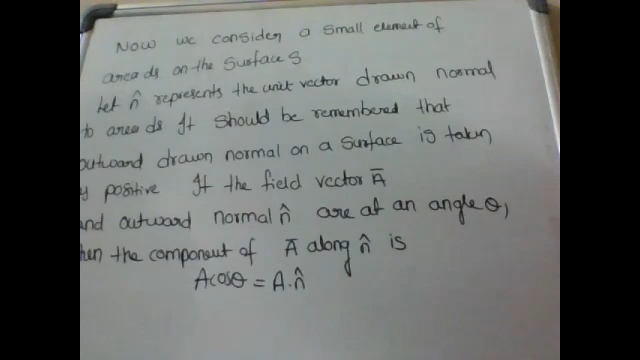 Now we consider a small element of
area ds on the surface S
Let n̂ represents the unit vector drawn normal
to area ds It should be remembered that
outward drawn normal on a surface is taken
positive If the field vector A̅
and outward normal n̂ are at an angle θ,
then the component of A̅ along n̂ is
A cosθ = A. n̂